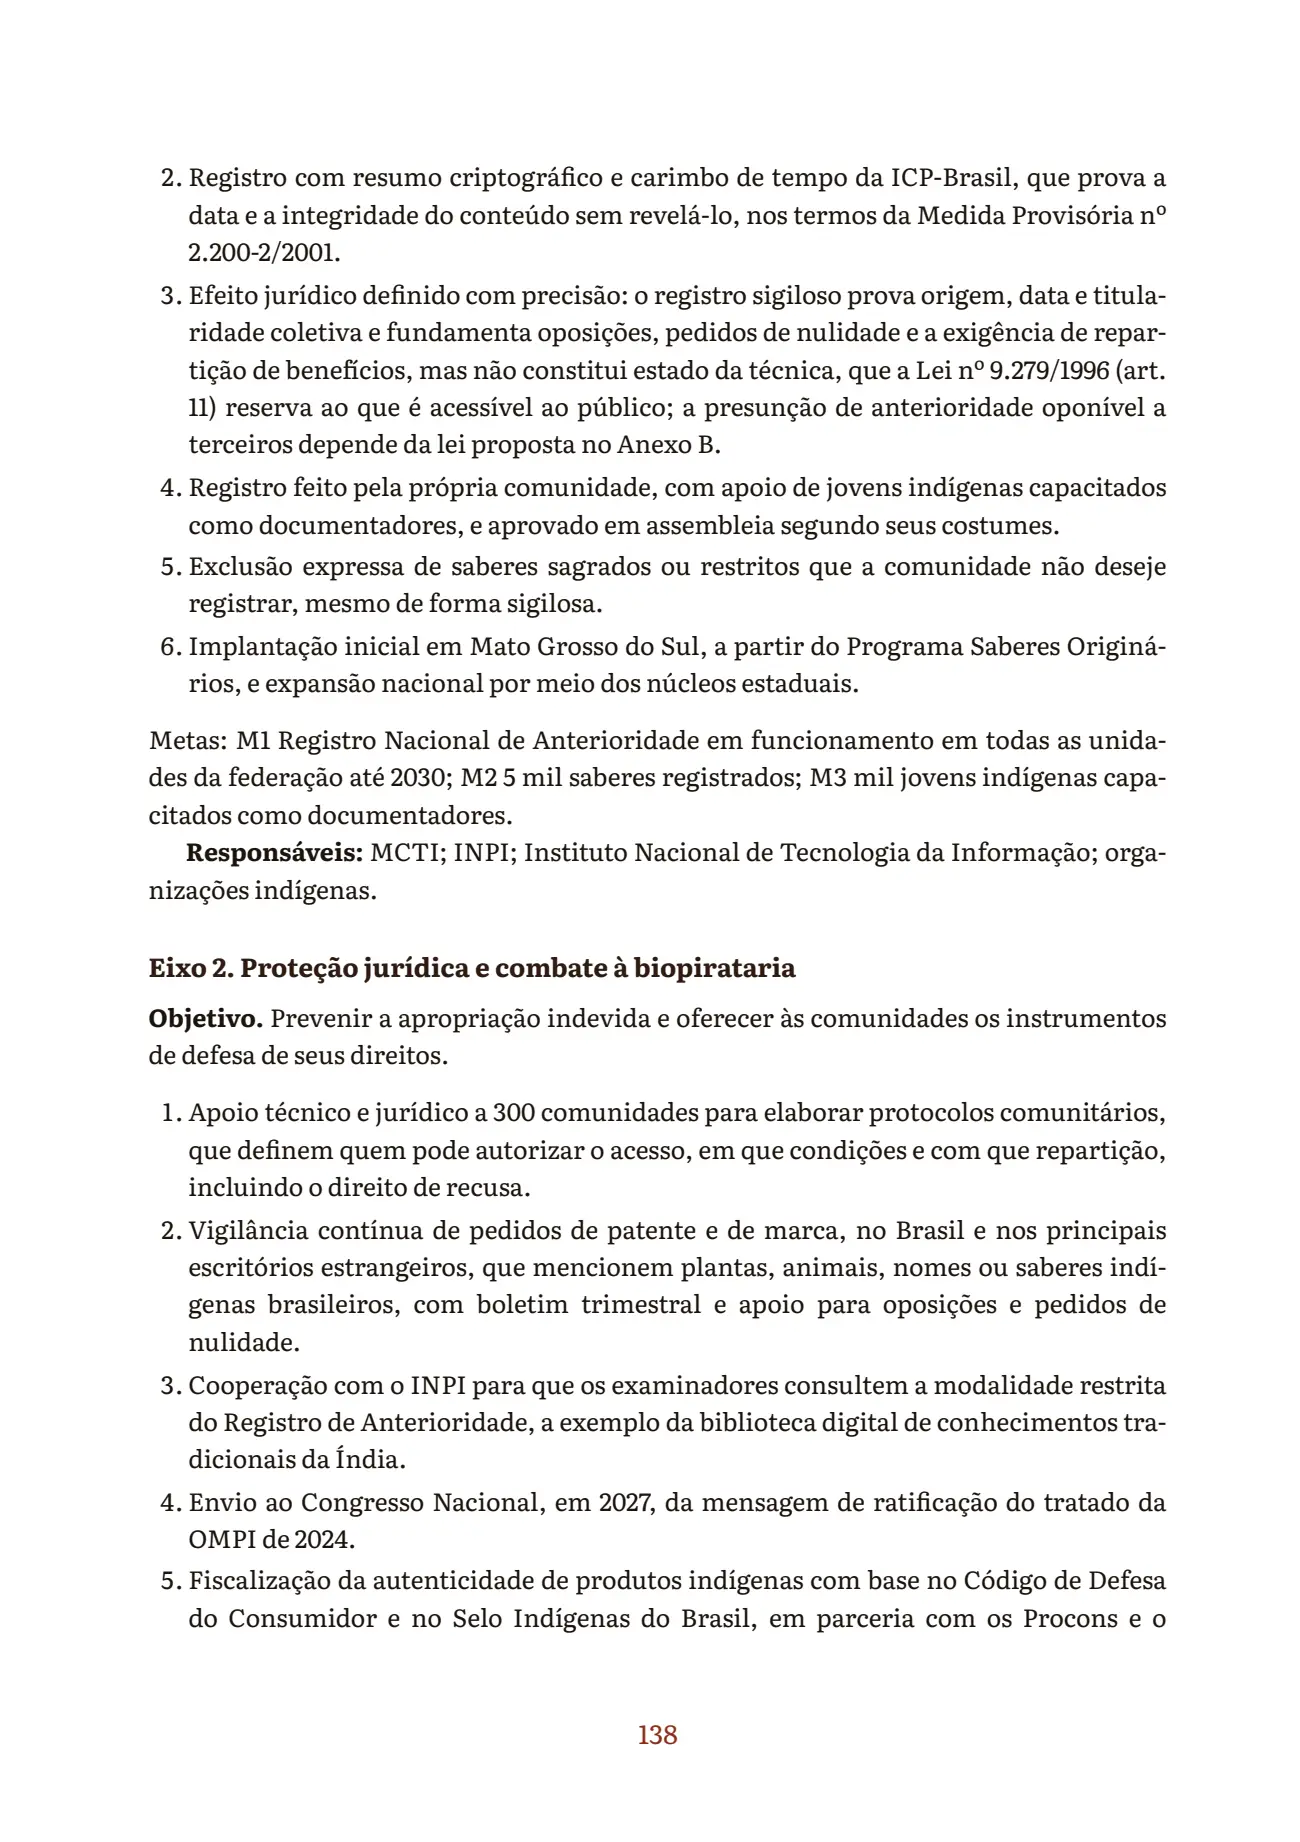 2. Registro com resumo criptográfico e carimbo de tempo da ICP-Brasil, que prova a
data e a integridade do conteúdo sem revelá-lo, nos termos da Medida Provisória nº
2.200-2/2001.
3. Efeito jurídico definido com precisão: o registro sigiloso prova origem, data e titula-
ridade coletiva e fundamenta oposições, pedidos de nulidade e a exigência de repar-
tição de benefícios, mas não constitui estado da técnica, que a Lei nº 9.279/1996 (art.
11) reserva ao que é acessível ao público; a presunção de anterioridade oponível a
terceiros depende da lei proposta no Anexo B.
4. Registro feito pela própria comunidade, com apoio de jovens indígenas capacitados
como documentadores, e aprovado em assembleia segundo seus costumes.
5. Exclusão expressa de saberes sagrados ou restritos que a comunidade não deseje
registrar, mesmo de forma sigilosa.
6. Implantação inicial em Mato Grosso do Sul, a partir do Programa Saberes Originá-
rios, e expansão nacional por meio dos núcleos estaduais.
Metas: M1 Registro Nacional de Anterioridade em funcionamento em todas as unida-
des da federação até 2030; M2 5 mil saberes registrados; M3 mil jovens indígenas capa-
citados como documentadores.
Responsáveis: MCTI; INPI; Instituto Nacional de Tecnologia da Informação; orga-
nizações indígenas.
Eixo 2. Proteção jurídica e combate à biopirataria
Objetivo. Prevenir a apropriação indevida e oferecer às comunidades os instrumentos
de defesa de seus direitos.
1. Apoio técnico e jurídico a 300 comunidades para elaborar protocolos comunitários,
que definem quem pode autorizar o acesso, em que condições e com que repartição,
incluindo o direito de recusa.
2. Vigilância contínua de pedidos de patente e de marca, no Brasil e nos principais
escritórios estrangeiros, que mencionem plantas, animais, nomes ou saberes indí-
genas brasileiros, com boletim trimestral e apoio para oposições e pedidos de
nulidade.
3. Cooperação com o INPI para que os examinadores consultem a modalidade restrita
do Registro de Anterioridade, a exemplo da biblioteca digital de conhecimentos tra-
dicionais da Índia.
4. Envio ao Congresso Nacional, em 2027, da mensagem de ratificação do tratado da
OMPI de 2024.
5. Fiscalização da autenticidade de produtos indígenas com base no Código de Defesa
do Consumidor e no Selo Indígenas do Brasil, em parceria com os Procons e o
138